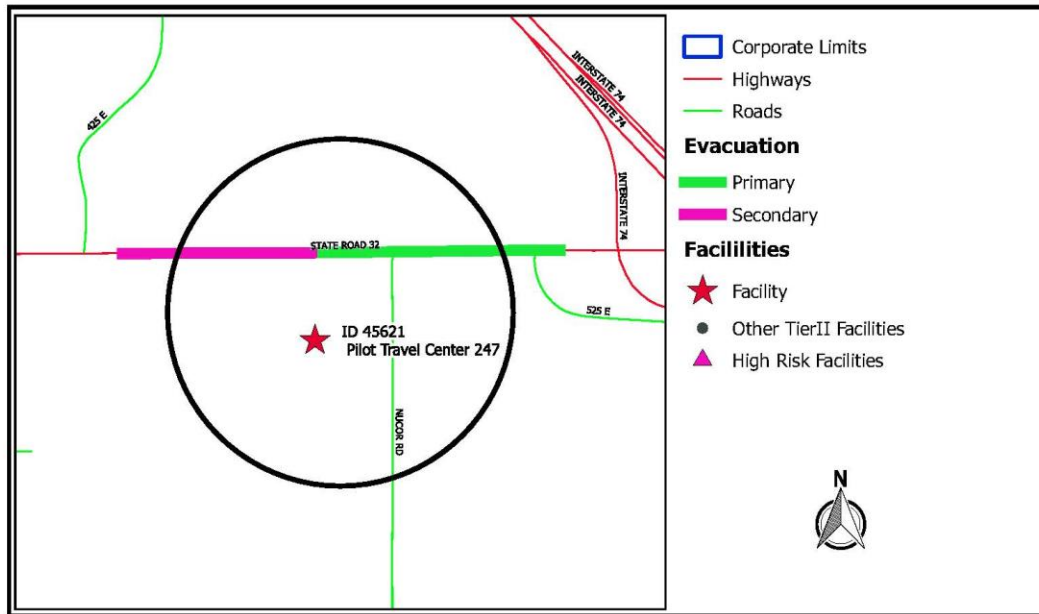 425 E
INTERSTATE 74
INTERSTATE 74
INTERSTATE 74
STATE ROAD 32
525 E
ID 45621
Pilot Travel Center 247
NUCOR RD
Corporate Limits
Highways
Roads
Evacuation
Primary
Secondary
Facililities
Facility
Other TierII Facilities
High Risk Facilities
N